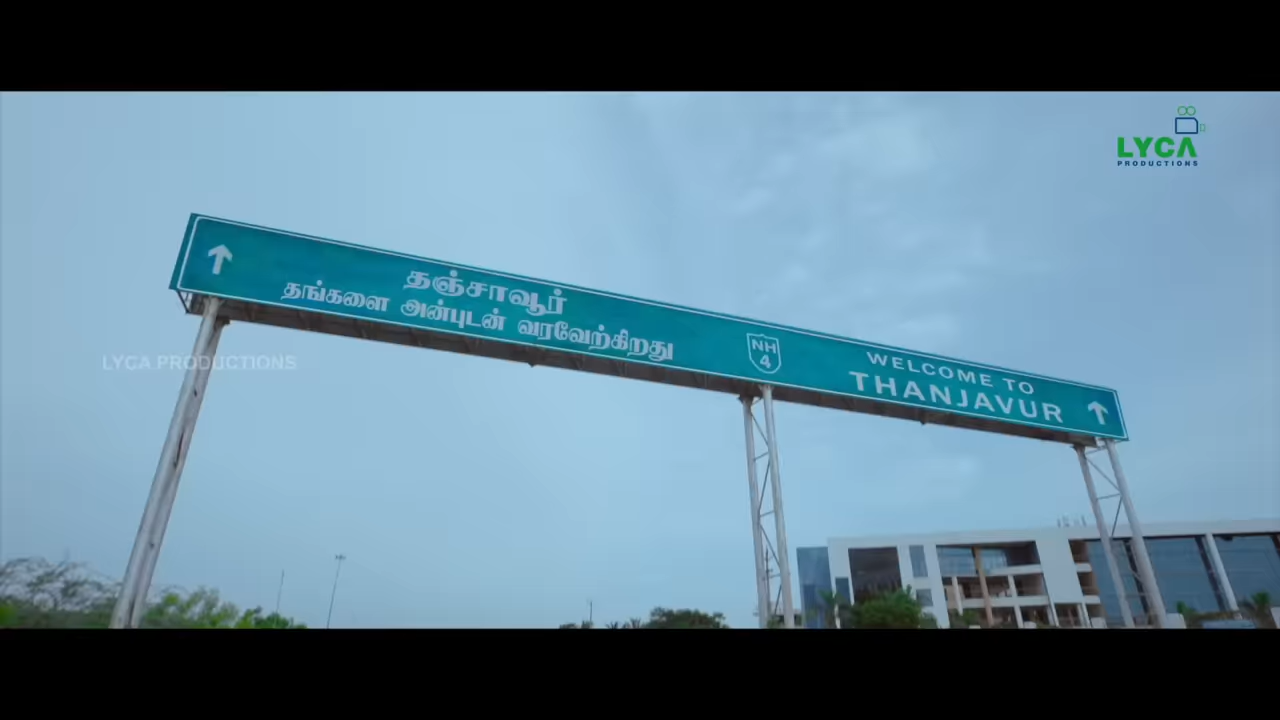 LYCA
PRODUCTIONS
தஞ்சாவூர்
தங்களை அன்புடன் வரவேற்கிறது
NH
4
WELCOME TO
THANJAVUR
LYCA PRODUCTIONS